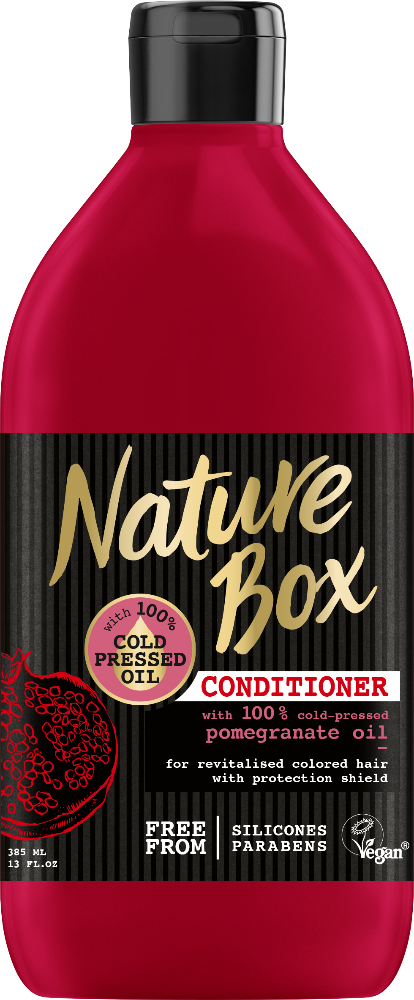 Nature
Box
with 100%
COLD
PRESSED
OIL
CONDITIONER
with 100% cold-pressed
pomegranate oil
–
for revitalised colored hair
with protection shield
FREE
FROM
SILICONES
PARABENS
Vegan®
385 ML
13 FL.OZ